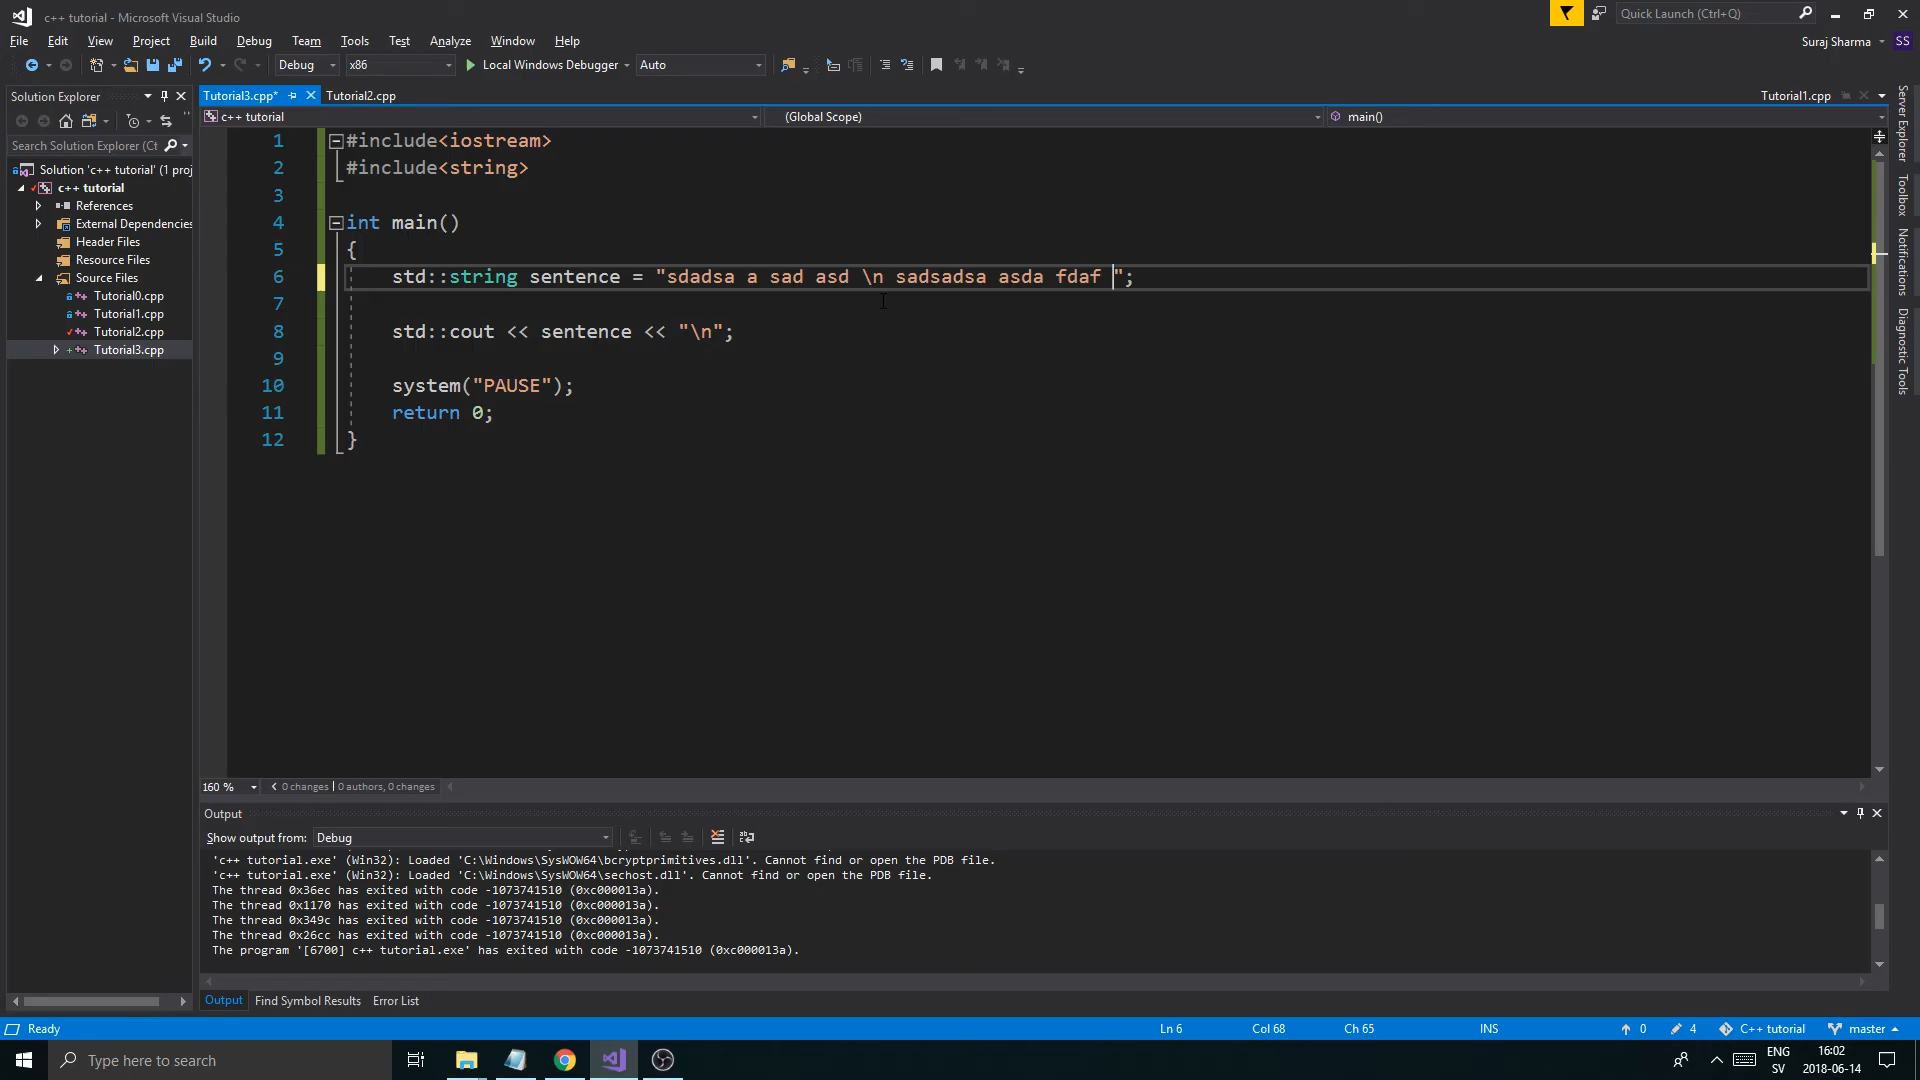 c++ tutorial - Microsoft Visual Studio
Quick Launch (Ctrl+Q)
File Edit View Project Build Debug Team Tools Test Analyze Window Help
Suraj Sharma SS
Debug x86 Local Windows Debugger Auto
Solution Explorer
Search Solution Explorer (Ct
Solution 'c++ tutorial' (1 proj
c++ tutorial
References
External Dependencies
Header Files
Resource Files
Source Files
Tutorial0.cpp
Tutorial1.cpp
Tutorial2.cpp
Tutorial3.cpp
Tutorial3.cpp* Tutorial2.cpp Tutorial1.cpp
c++ tutorial (Global Scope) main()
1 #include<iostream>
2 #include<string>
3
4 int main()
5 {
6 std::string sentence = "sdadsa a sad asd \n sadsadsa asda fdaf ";
7
8 std::cout << sentence << "\n";
9
10 system("PAUSE");
11 return 0;
12 }
Server Explorer
Toolbox
Notifications
Diagnostic Tools
160 % 0 changes | 0 authors, 0 changes
Output
Show output from: Debug
'c++ tutorial.exe' (Win32): Loaded 'C:\Windows\SysWOW64\bcryptprimitives.dll'. Cannot find or open the PDB file.
'c++ tutorial.exe' (Win32): Loaded 'C:\Windows\SysWOW64\sechost.dll'. Cannot find or open the PDB file.
The thread 0x36ec has exited with code -1073741510 (0xc000013a).
The thread 0x1170 has exited with code -1073741510 (0xc000013a).
The thread 0x349c has exited with code -1073741510 (0xc000013a).
The thread 0x26cc has exited with code -1073741510 (0xc000013a).
The program '[6700] c++ tutorial.exe' has exited with code -1073741510 (0xc000013a).
Output Find Symbol Results Error List
Ready Ln 6 Col 68 Ch 65 INS 0 4 C++ tutorial master
Type here to search
ENG
SV
16:02
2018-06-14